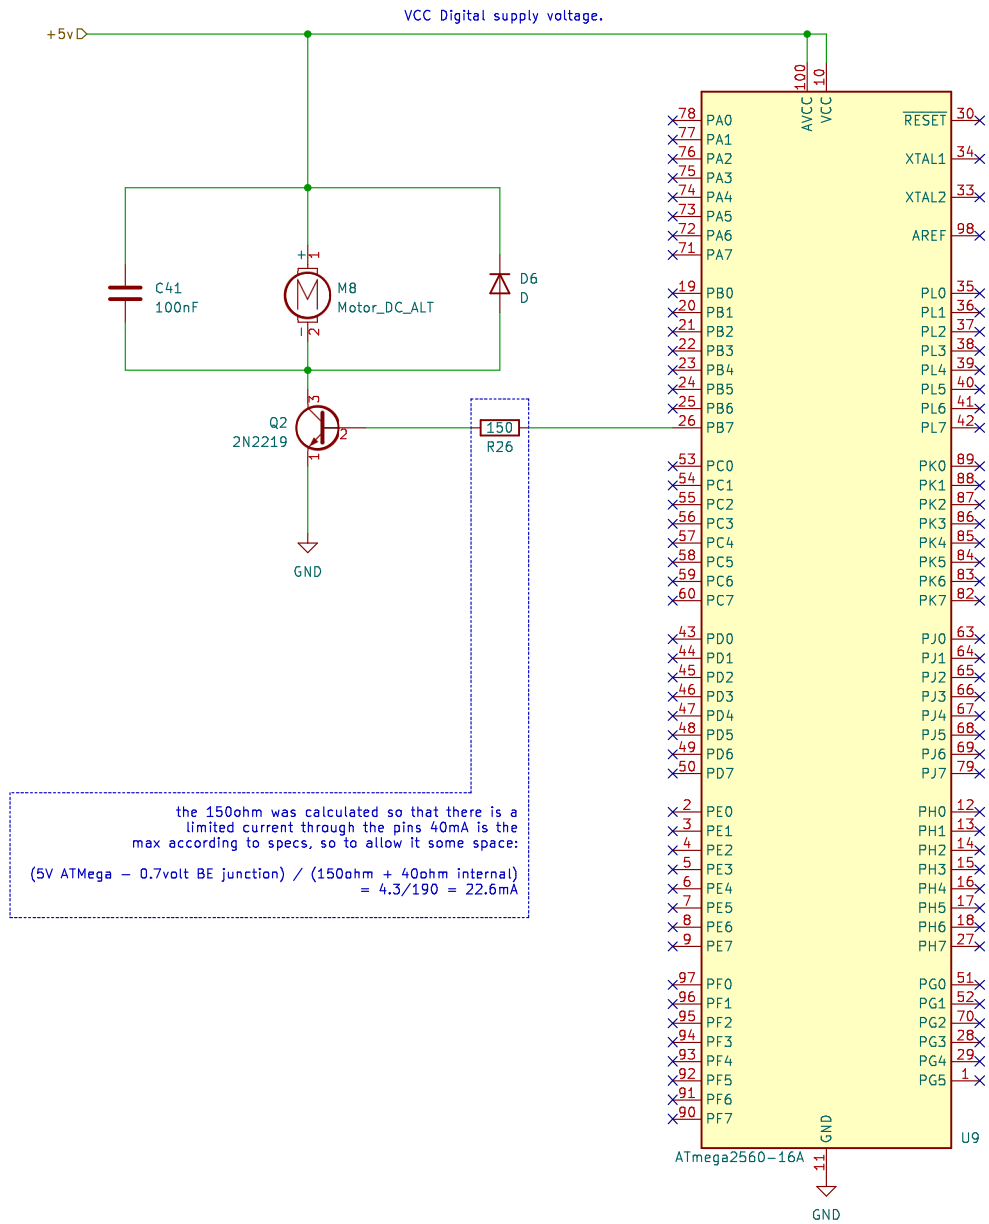 VCC Digital supply voltage.
+5v
100
10
AVCC
VCC
78 PA0
77 PA1
76 PA2
75 PA3
74 PA4
73 PA5
72 PA6
71 PA7
RESET 30
XTAL1 34
XTAL2 33
AREF 98
C41
100nF
+
1
M8
Motor_DC_ALT
-
2
D6
D
19 PB0
20 PB1
21 PB2
22 PB3
23 PB4
24 PB5
25 PB6
26 PB7
PL0 35
PL1 36
PL2 37
PL3 38
PL4 39
PL5 40
PL6 41
PL7 42
3
Q2
2N2219
2
1
150
R26
GND
53 PC0
54 PC1
55 PC2
56 PC3
57 PC4
58 PC5
59 PC6
60 PC7
PK0 89
PK1 88
PK2 87
PK3 86
PK4 85
PK5 84
PK6 83
PK7 82
43 PD0
44 PD1
45 PD2
46 PD3
47 PD4
48 PD5
49 PD6
50 PD7
PJ0 63
PJ1 64
PJ2 65
PJ3 66
PJ4 67
PJ5 68
PJ6 69
PJ7 79
the 150ohm was calculated so that there is a
limited current through the pins 40mA is the
max according to specs, so to allow it some space:
(5V ATMega - 0.7volt BE junction) / (150ohm + 40ohm internal)
= 4.3/190 = 22.6mA
2 PE0
3 PE1
4 PE2
5 PE3
6 PE4
7 PE5
8 PE6
9 PE7
PH0 12
PH1 13
PH2 14
PH3 15
PH4 16
PH5 17
PH6 18
PH7 27
97 PF0
96 PF1
95 PF2
94 PF3
93 PF4
92 PF5
91 PF6
90 PF7
PG0 51
PG1 52
PG2 70
PG3 28
PG4 29
PG5 1
GND
11
U9
ATmega2560-16A
GND